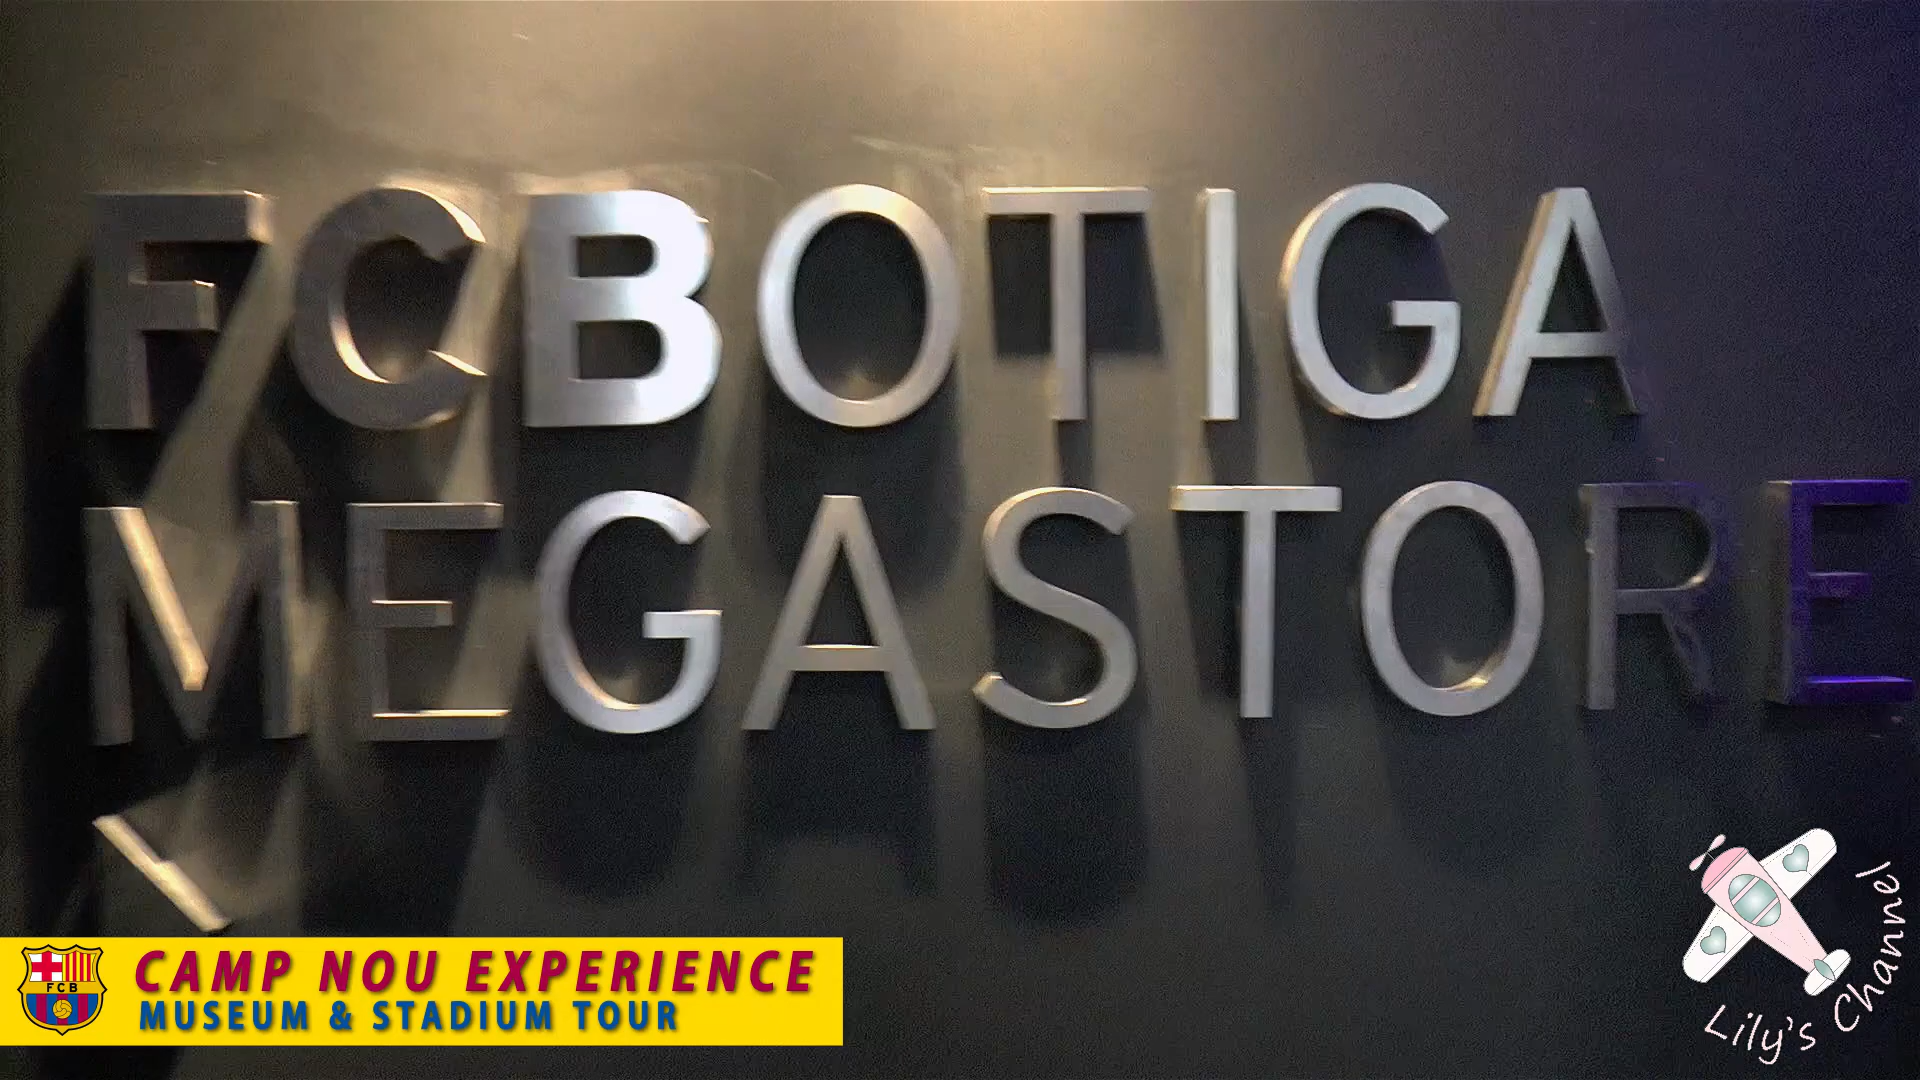 FCBOTIGA
MEGASTORE
FCB
CAMP NOU EXPERIENCE
MUSEUM & STADIUM TOUR
Lily's Channel